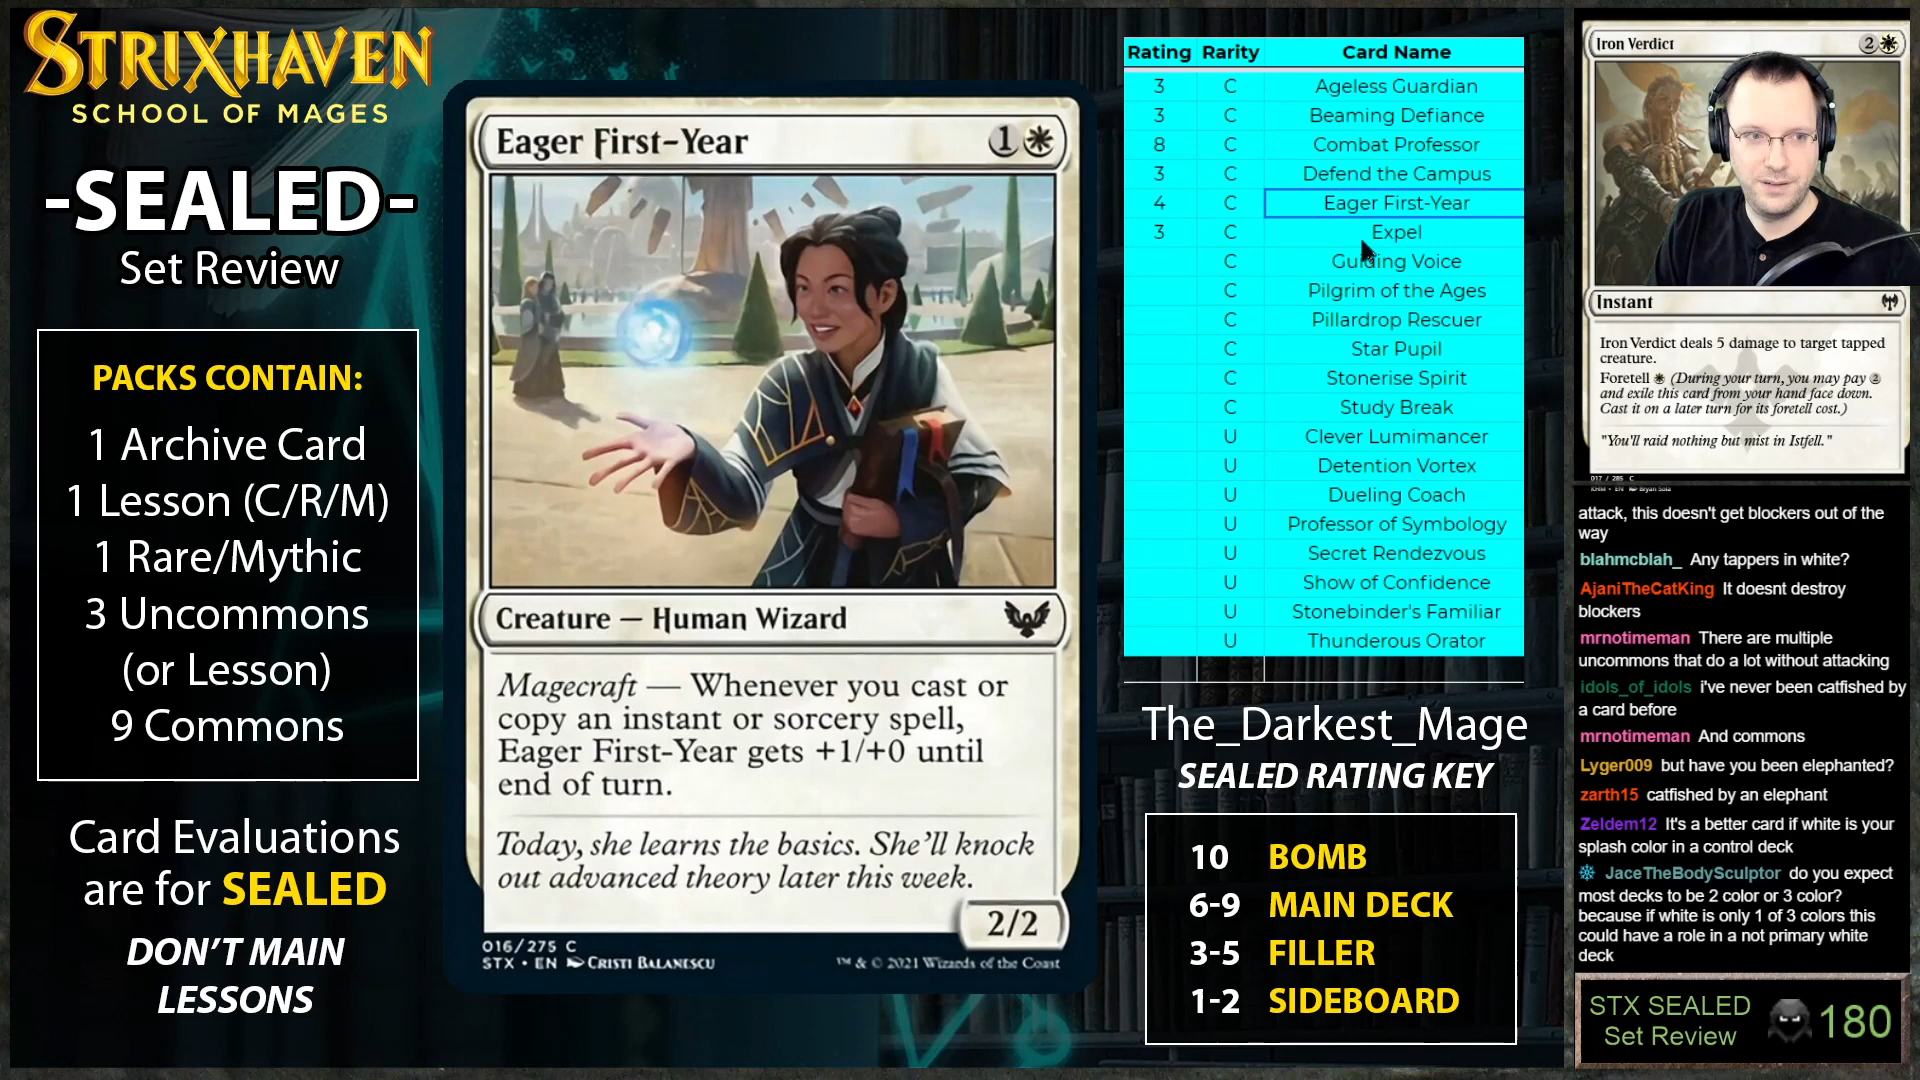 STRIXHAVEN
SCHOOL OF MAGES
-SEALED-
Set Review
PACKS CONTAIN:
1 Archive Card
1 Lesson (C/R/M)
1 Rare/Mythic
3 Uncommons
(or Lesson)
9 Commons
Card Evaluations
are for SEALED
DON'T MAIN
LESSONS
Eager First-Year 1
Creature — Human Wizard
Magecraft — Whenever you cast or
copy an instant or sorcery spell,
Eager First-Year gets +1/+0 until
end of turn.
Today, she learns the basics. She'll knock
out advanced theory later this week.
2/2
016/275 C
STX • EN CRISTI BALANESCU
™ & © 2021 Wizards of the Coast
Rating Rarity Card Name
3 C Ageless Guardian
3 C Beaming Defiance
8 C Combat Professor
3 C Defend the Campus
4 C Eager First-Year
3 C Expel
C Guiding Voice
C Pilgrim of the Ages
C Pillardrop Rescuer
C Star Pupil
C Stonerise Spirit
C Study Break
U Clever Lumimancer
U Detention Vortex
U Dueling Coach
U Professor of Symbology
U Secret Rendezvous
U Show of Confidence
U Stonebinder's Familiar
U Thunderous Orator
The_Darkest_Mage
SEALED RATING KEY
10 BOMB
6-9 MAIN DECK
3-5 FILLER
1-2 SIDEBOARD
Iron Verdict 2
Instant
Iron Verdict deals 5 damage to target tapped
creature.
Foretell (During your turn, you may pay 2
and exile this card from your hand face down.
Cast it on a later turn for its foretell cost.)
"You'll raid nothing but mist in Istfell."
017 / 285 C
KHM • EN Bryan Sola
attack, this doesn't get blockers out of the
way
blahmcblah_ Any tappers in white?
AjaniTheCatKing It doesnt destroy
blockers
mrnotimeman There are multiple
uncommons that do a lot without attacking
idols_of_idols i've never been catfished by
a card before
mrnotimeman And commons
Lyger009 but have you been elephanted?
zarth15 catfished by an elephant
Zeldem12 It's a better card if white is your
splash color in a control deck
JaceTheBodySculptor do you expect
most decks to be 2 color or 3 color?
because if white is only 1 of 3 colors this
could have a role in a not primary white
deck
STX SEALED
Set Review
180